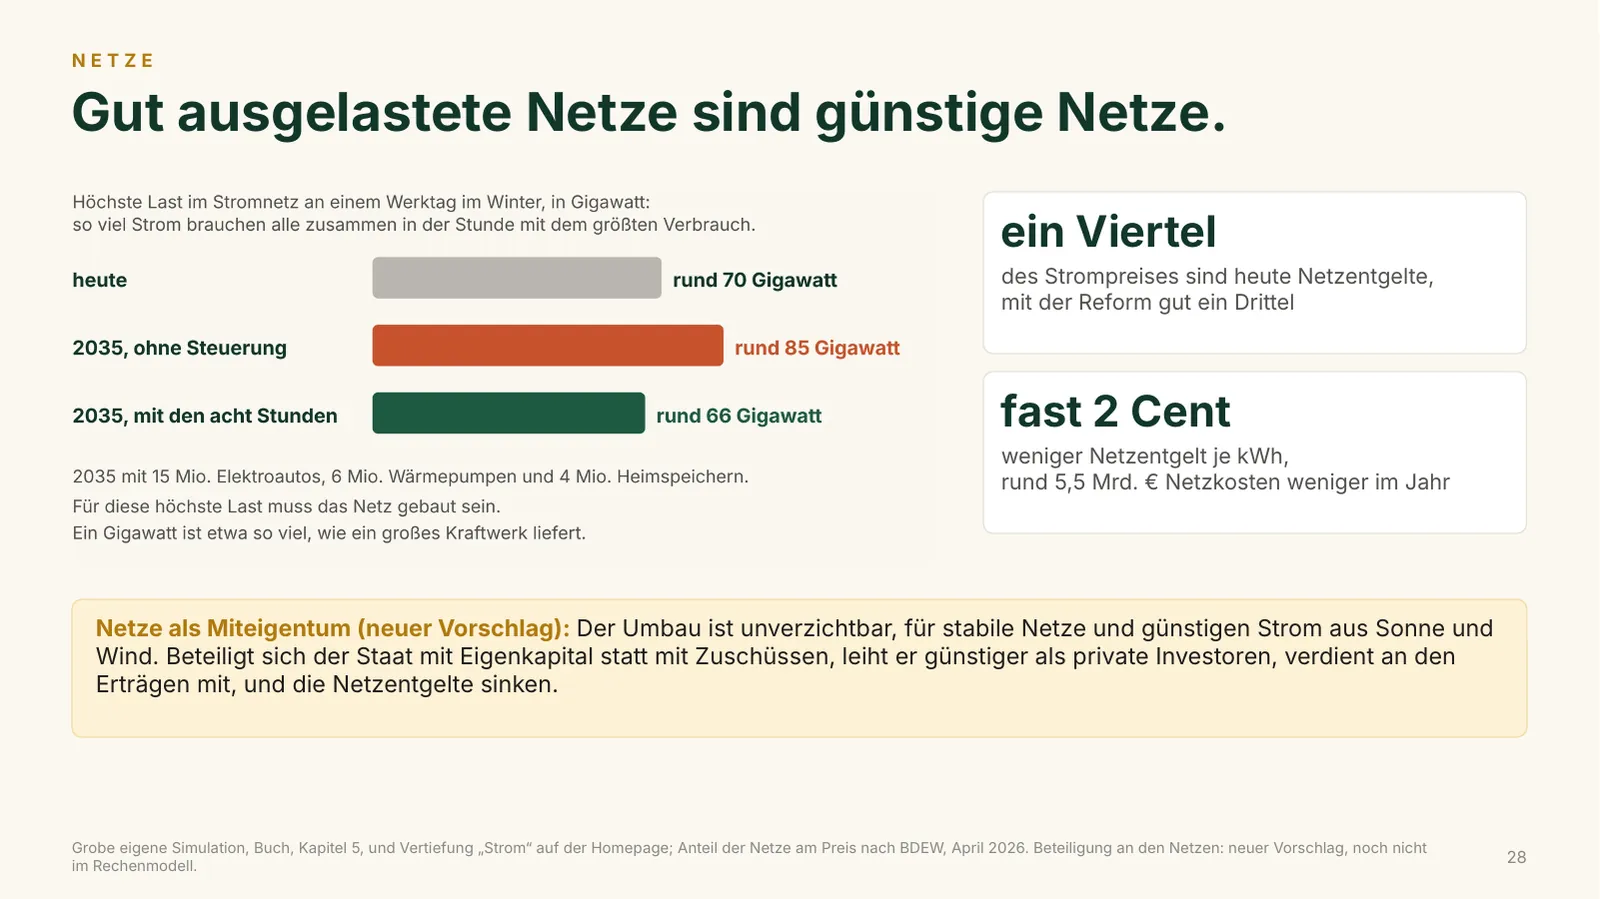 NETZE
Gut ausgelastete Netze sind günstige Netze.
Höchste Last im Stromnetz an einem Werktag im Winter, in Gigawatt:
so viel Strom brauchen alle zusammen in der Stunde mit dem größten Verbrauch.
heute
rund 70 Gigawatt
2035, ohne Steuerung
rund 85 Gigawatt
2035, mit den acht Stunden
rund 66 Gigawatt
2035 mit 15 Mio. Elektroautos, 6 Mio. Wärmepumpen und 4 Mio. Heimspeichern.
Für diese höchste Last muss das Netz gebaut sein.
Ein Gigawatt ist etwa so viel, wie ein großes Kraftwerk liefert.
ein Viertel
des Strompreises sind heute Netzentgelte,
mit der Reform gut ein Drittel
fast 2 Cent
weniger Netzentgelt je kWh,
rund 5,5 Mrd. € Netzkosten weniger im Jahr
Netze als Miteigentum (neuer Vorschlag): Der Umbau ist unverzichtbar, für stabile Netze und günstigen Strom aus Sonne und
Wind. Beteiligt sich der Staat mit Eigenkapital statt mit Zuschüssen, leiht er günstiger als private Investoren, verdient an den
Erträgen mit, und die Netzentgelte sinken.
Grobe eigene Simulation, Buch, Kapitel 5, und Vertiefung „Strom“ auf der Homepage; Anteil der Netze am Preis nach BDEW, April 2026. Beteiligung an den Netzen: neuer Vorschlag, noch nicht
im Rechenmodell.
28